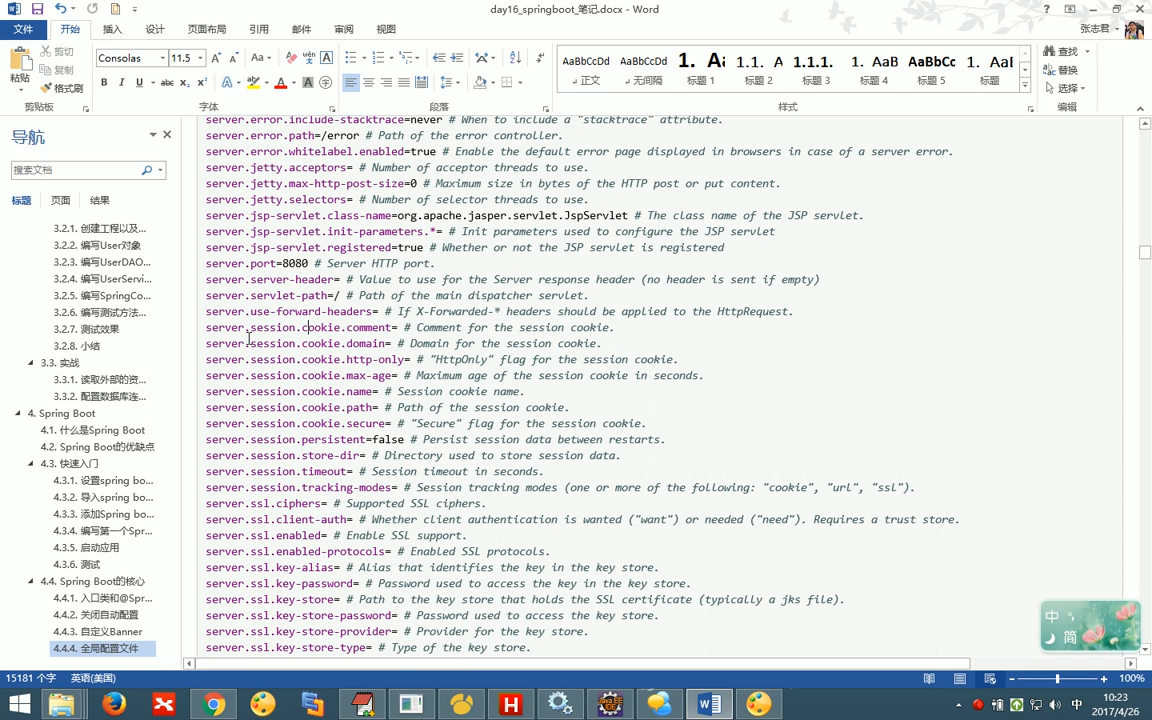 day16_springboot_笔记.docx - Word
文件 开始 插入 设计 页面布局 引用 邮件 审阅 视图 张志君
粘贴 剪切 复制 格式刷 剪贴板
Consolas 11.5 字体
段落
AaBbCcDd 正文
AaBbCcDd 无间隔
1. Aa 标题 1
1.1. A 标题 2
1.1.1. 标题 3
1. AaB 标题 4
AaBbCc 标题 5
1. AaB 标题
样式
查找 替换 选择 编辑
导航
搜索文档
标题 页面 结果
3.2.1. 创建工程以及...
3.2.2. 编写User对象
3.2.3. 编写UserDAO...
3.2.4. 编写UserServi...
3.2.5. 编写SpringCo...
3.2.6. 编写测试方法...
3.2.7. 测试效果
3.2.8. 小结
3.3. 实战
3.3.1. 读取外部的资...
3.3.2. 配置数据库连...
4. Spring Boot
4.1. 什么是Spring Boot
4.2. Spring Boot的优缺点
4.3. 快速入门
4.3.1. 设置spring bo...
4.3.2. 导入spring bo...
4.3.3. 添加Spring bo...
4.3.4. 编写第一个Spr...
4.3.5. 启动应用
4.3.6. 测试
4.4. Spring Boot的核心
4.4.1. 入口类和@Spr...
4.4.2. 关闭自动配置
4.4.3. 自定义Banner
4.4.4. 全局配置文件
server.error.include-stacktrace=never # When to include a "stacktrace" attribute.
server.error.path=/error # Path of the error controller.
server.error.whitelabel.enabled=true # Enable the default error page displayed in browsers in case of a server error.
server.jetty.acceptors= # Number of acceptor threads to use.
server.jetty.max-http-post-size=0 # Maximum size in bytes of the HTTP post or put content.
server.jetty.selectors= # Number of selector threads to use.
server.jsp-servlet.class-name=org.apache.jasper.servlet.JspServlet # The class name of the JSP servlet.
server.jsp-servlet.init-parameters.*= # Init parameters used to configure the JSP servlet
server.jsp-servlet.registered=true # Whether or not the JSP servlet is registered
server.port=8080 # Server HTTP port.
server.server-header= # Value to use for the Server response header (no header is sent if empty)
server.servlet-path=/ # Path of the main dispatcher servlet.
server.use-forward-headers= # If X-Forwarded-* headers should be applied to the HttpRequest.
server.session.cookie.comment= # Comment for the session cookie.
server.session.cookie.domain= # Domain for the session cookie.
server.session.cookie.http-only= # "HttpOnly" flag for the session cookie.
server.session.cookie.max-age= # Maximum age of the session cookie in seconds.
server.session.cookie.name= # Session cookie name.
server.session.cookie.path= # Path of the session cookie.
server.session.cookie.secure= # "Secure" flag for the session cookie.
server.session.persistent=false # Persist session data between restarts.
server.session.store-dir= # Directory used to store session data.
server.session.timeout= # Session timeout in seconds.
server.session.tracking-modes= # Session tracking modes (one or more of the following: "cookie", "url", "ssl").
server.ssl.ciphers= # Supported SSL ciphers.
server.ssl.client-auth= # Whether client authentication is wanted ("want") or needed ("need"). Requires a trust store.
server.ssl.enabled= # Enable SSL support.
server.ssl.enabled-protocols= # Enabled SSL protocols.
server.ssl.key-alias= # Alias that identifies the key in the key store.
server.ssl.key-password= # Password used to access the key in the key store.
server.ssl.key-store= # Path to the key store that holds the SSL certificate (typically a jks file).
server.ssl.key-store-password= # Password used to access the key store.
server.ssl.key-store-provider= # Provider for the key store.
server.ssl.key-store-type= # Type of the key store.
中 简
15181 个字 英语(美国) 100%
中 10:23
2017/4/26